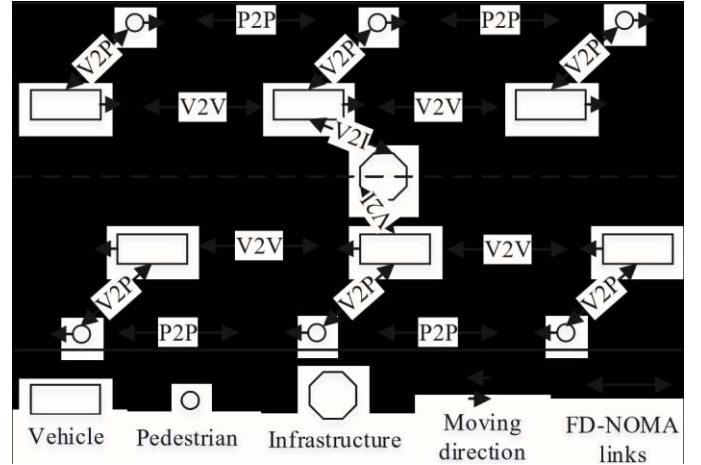 P2P P2P
V2P V2P V2P
V2V V2V
V2I
V2I
V2V V2V
V2P V2P V2P
P2P P2P
Vehicle Pedestrian Infrastructure Moving direction FD-NOMA links